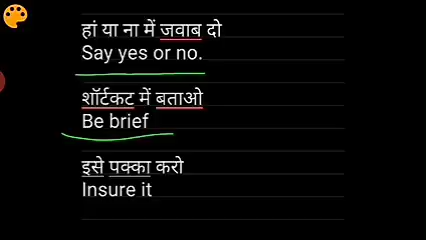 हां या ना में जवाब दो
Say yes or no.
शॉर्टकट में बताओ
Be brief
इसे पक्का करो
Insure it